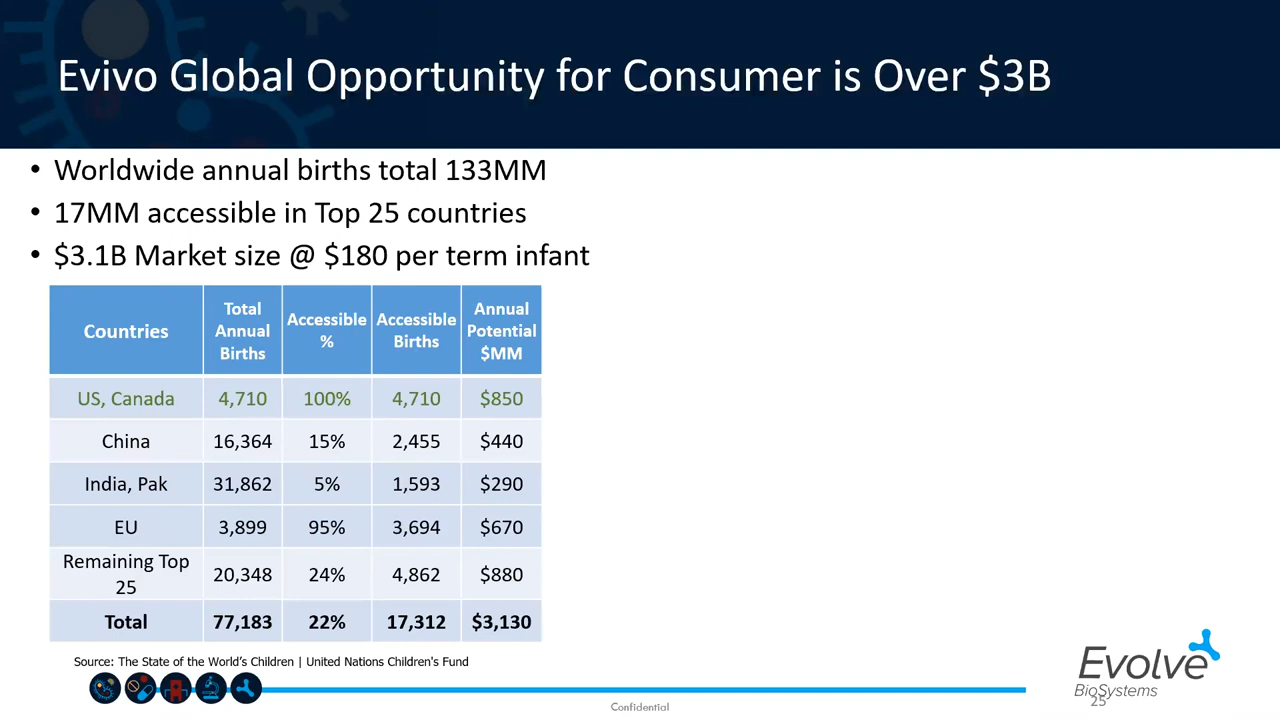 Evivo Global Opportunity for Consumer is Over $3B
• Worldwide annual births total 133MM
• 17MM accessible in Top 25 countries
• $3.1B Market size @ $180 per term infant
Countries | Total Annual Births | Accessible % | Accessible Births | Annual Potential $MM
US, Canada | 4,710 | 100% | 4,710 | $850
China | 16,364 | 15% | 2,455 | $440
India, Pak | 31,862 | 5% | 1,593 | $290
EU | 3,899 | 95% | 3,694 | $670
Remaining Top 25 | 20,348 | 24% | 4,862 | $880
Total | 77,183 | 22% | 17,312 | $3,130
Source: The State of the World's Children | United Nations Children's Fund
Evolve
BioSystems
25
Confidential